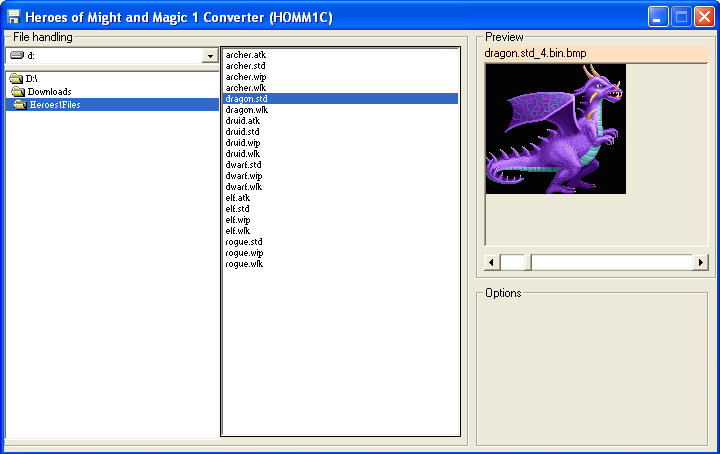 Heroes of Might and Magic 1 Converter (HOMM1C)
File handling
d:
D:\
Downloads
Heroes1Files
archer.atk
archer.std
archer.wip
archer.wlk
dragon.std
dragon.wlk
druid.atk
druid.std
druid.wip
druid.wlk
dwarf.std
dwarf.wip
dwarf.wlk
elf.atk
elf.std
elf.wip
elf.wlk
rogue.std
rogue.wip
rogue.wlk
Preview
dragon.std_4.bin.bmp
Options